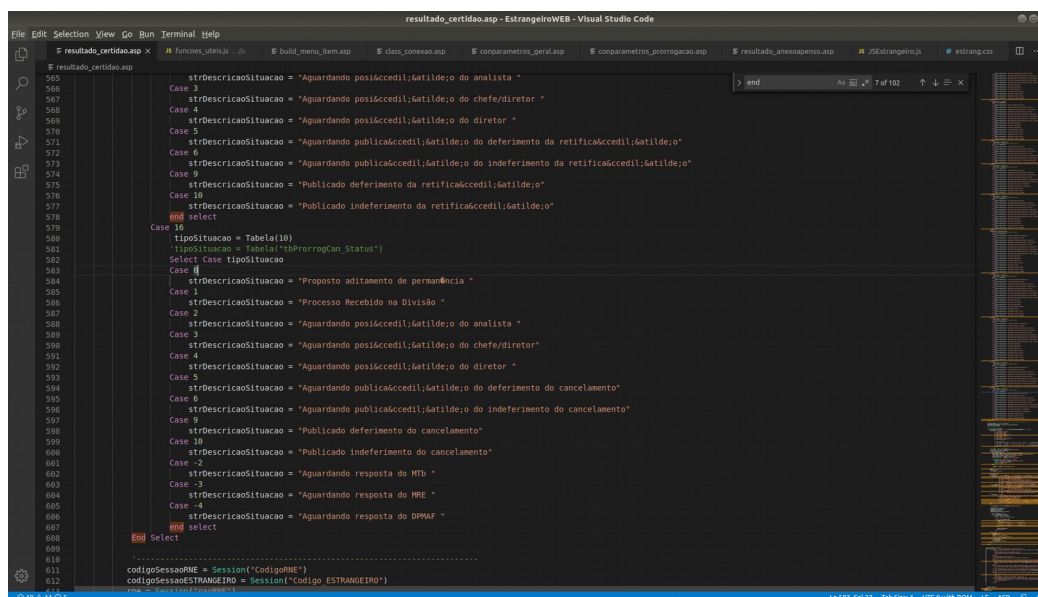 resultado_certidao.asp - EstrangeiroWEB - Visual Studio Code
File Edit Selection View Go Run Terminal Help
resultado_certidao.asp × JS funcoes_uteis.js .../js build_menu_item.asp class_conexao.asp conparametros_geral.asp conparametros_prorrogacao.asp resultado_anexoapenso.asp JS JSEstrangeiro.js # estrang.css
resultado_certidao.asp
> end Aa 7 of 102
565 strDescricaoSituacao = "Aguardando posi&ccedil;&atilde;o do analista "
566 Case 3
567 strDescricaoSituacao = "Aguardando posi&ccedil;&atilde;o do chefe/diretor "
568 Case 4
569 strDescricaoSituacao = "Aguardando posi&ccedil;&atilde;o do diretor "
570 Case 5
571 strDescricaoSituacao = "Aguardando publica&ccedil;&atilde;o do deferimento da retifica&ccedil;&atilde;o"
572 Case 6
573 strDescricaoSituacao = "Aguardando publica&ccedil;&atilde;o do indeferimento da retifica&ccedil;&atilde;o"
574 Case 9
575 strDescricaoSituacao = "Publicado deferimento da retifica&ccedil;&atilde;o"
576 Case 10
577 strDescricaoSituacao = "Publicado indeferimento da retifica&ccedil;&atilde;o"
578 end select
579 Case 16
580 tipoSituacao = Tabela(10)
581 'tipoSituacao = Tabela("tbProrrogCan_Status")
582 Select Case tipoSituacao
583 Case 0
584 strDescricaoSituacao = "Proposto aditamento de perman�ncia "
585 Case 1
586 strDescricaoSituacao = "Processo Recebido na Divisão "
587 Case 2
588 strDescricaoSituacao = "Aguardando posi&ccedil;&atilde;o do analista "
589 Case 3
590 strDescricaoSituacao = "Aguardando posi&ccedil;&atilde;o do chefe/diretor"
591 Case 4
592 strDescricaoSituacao = "Aguardando posi&ccedil;&atilde;o do diretor "
593 Case 5
594 strDescricaoSituacao = "Aguardando publica&ccedil;&atilde;o do deferimento do cancelamento"
595 Case 6
596 strDescricaoSituacao = "Aguardando publica&ccedil;&atilde;o do indeferimento do cancelamento"
597 Case 9
598 strDescricaoSituacao = "Publicado deferimento do cancelamento"
599 Case 10
600 strDescricaoSituacao = "Publicado indeferimento do cancelamento"
601 Case -2
602 strDescricaoSituacao = "Aguardando resposta do MTb "
603 Case -3
604 strDescricaoSituacao = "Aguardando resposta do MRE "
605 Case -4
606 strDescricaoSituacao = "Aguardando resposta do DPMAF "
607 end select
608 End Select
609
610 '----------------------------------------------------------------------
611 codigoSessaoRNE = Session("CodigoRNE")
612 codigoSessaoESTRANGEIRO = Session("Codigo_ESTRANGEIRO")